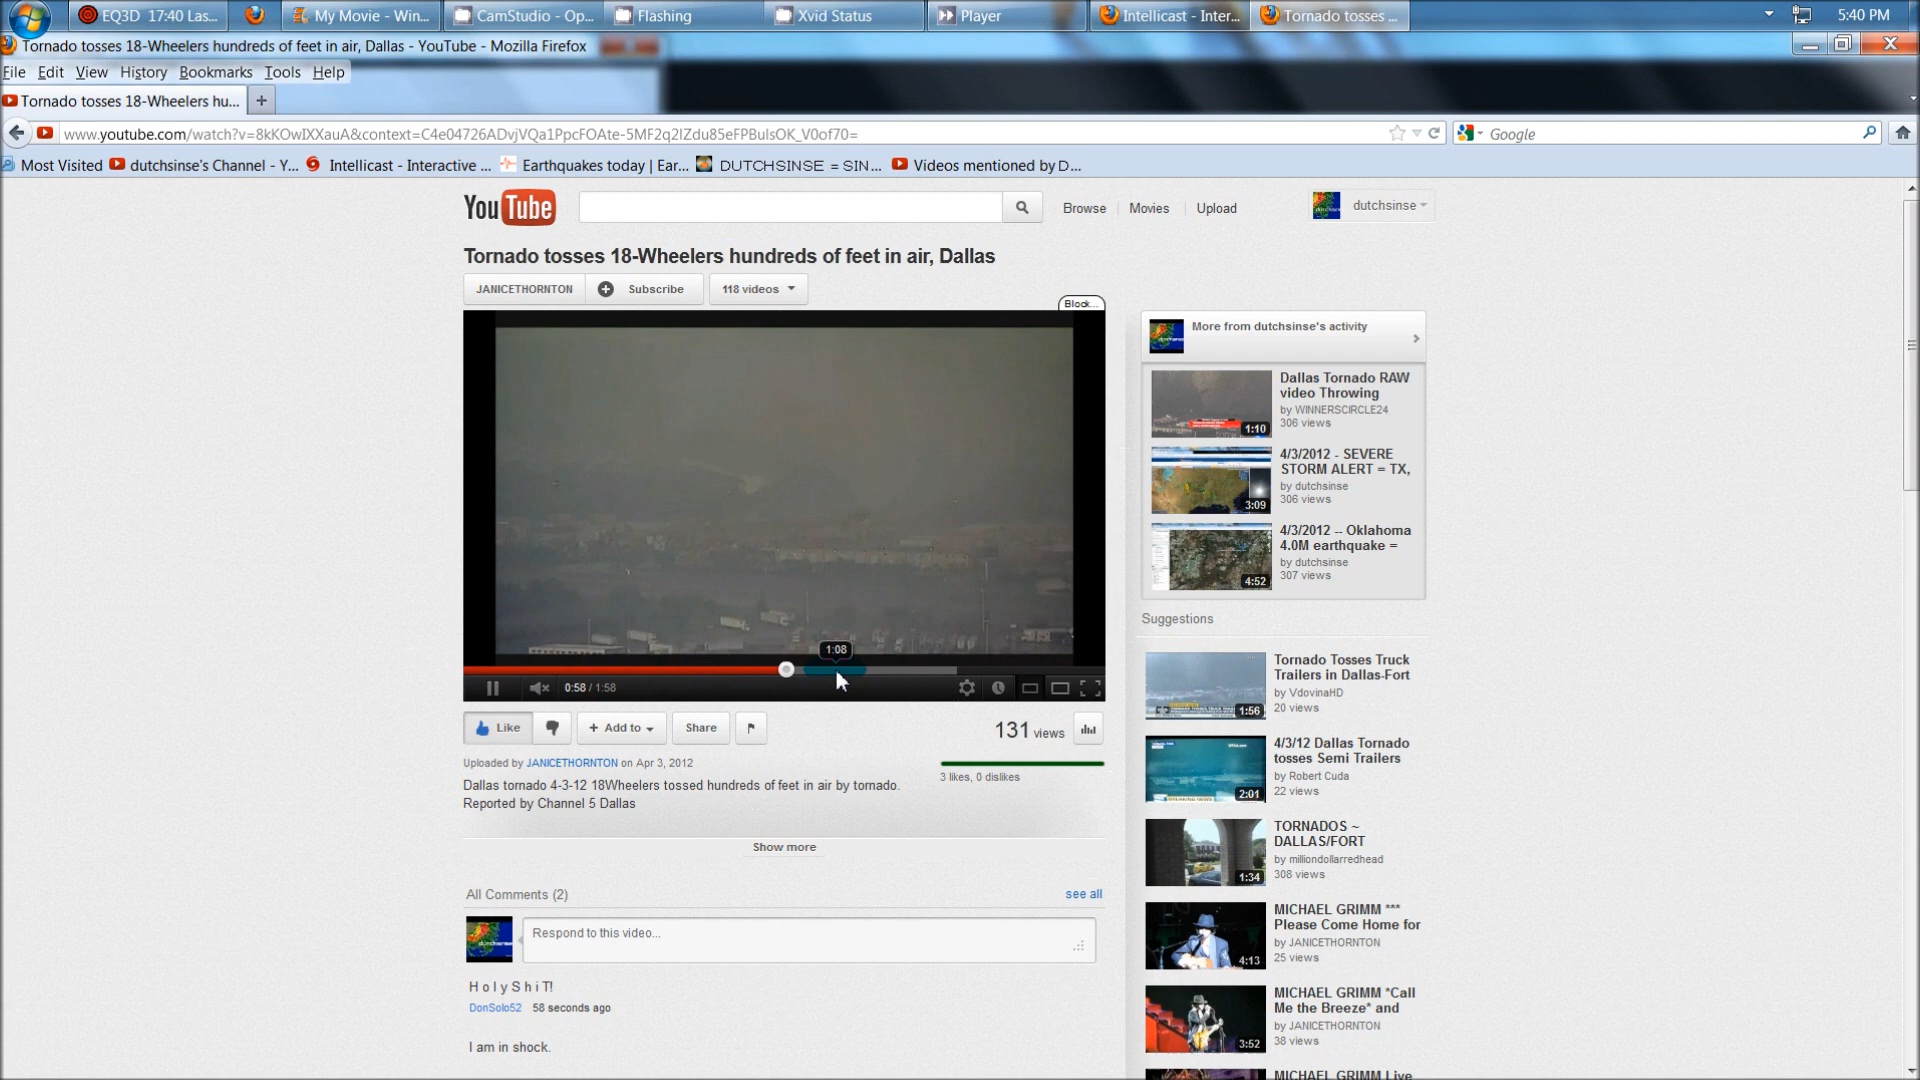 EQ3D 17:40 Las...
My Movie - Win...
CamStudio - Op...
Flashing
Xvid Status
Player
Intellicast - Inter...
Tornado tosses ...
5:40 PM
Tornado tosses 18-Wheelers hundreds of feet in air, Dallas - YouTube - Mozilla Firefox
File Edit View History Bookmarks Tools Help
Tornado tosses 18-Wheelers hu...
www.youtube.com/watch?v=8kKOwIXXauA&context=C4e04726ADvjVQa1PpcFOAte-5MF2q2IZdu85eFPBulsOK_V0of70=
Google
Most Visited
dutchsinse's Channel - Y...
Intellicast - Interactive ...
Earthquakes today | Ear...
DUTCHSINSE = SIN...
Videos mentioned by D...
YouTube
Browse
Movies
Upload
dutchsinse
Tornado tosses 18-Wheelers hundreds of feet in air, Dallas
JANICETHORNTON
Subscribe
118 videos
Block...
1:08
0:58 / 1:58
Like
+ Add to
Share
131 views
Uploaded by JANICETHORNTON on Apr 3, 2012
3 likes, 0 dislikes
Dallas tornado 4-3-12 18Wheelers tossed hundreds of feet in air by tornado.
Reported by Channel 5 Dallas
Show more
All Comments (2)
see all
Respond to this video...
H o l y S h i T!
DonSolo52 58 seconds ago
I am in shock.
More from dutchsinse's activity
Dallas Tornado RAW
video Throwing
by WINNERSCIRCLE24
306 views
1:10
4/3/2012 - SEVERE
STORM ALERT = TX,
by dutchsinse
306 views
3:09
4/3/2012 -- Oklahoma
4.0M earthquake =
by dutchsinse
307 views
4:52
Suggestions
Tornado Tosses Truck
Trailers in Dallas-Fort
by VdovinaHD
20 views
1:56
4/3/12 Dallas Tornado
tosses Semi Trailers
by Robert Cuda
22 views
2:01
TORNADOS ~
DALLAS/FORT
by milliondollarredhead
308 views
1:34
MICHAEL GRIMM ***
Please Come Home for
by JANICETHORNTON
25 views
4:13
MICHAEL GRIMM *Call
Me the Breeze* and
by JANICETHORNTON
38 views
3:52
MICHAEL GRIMM Live